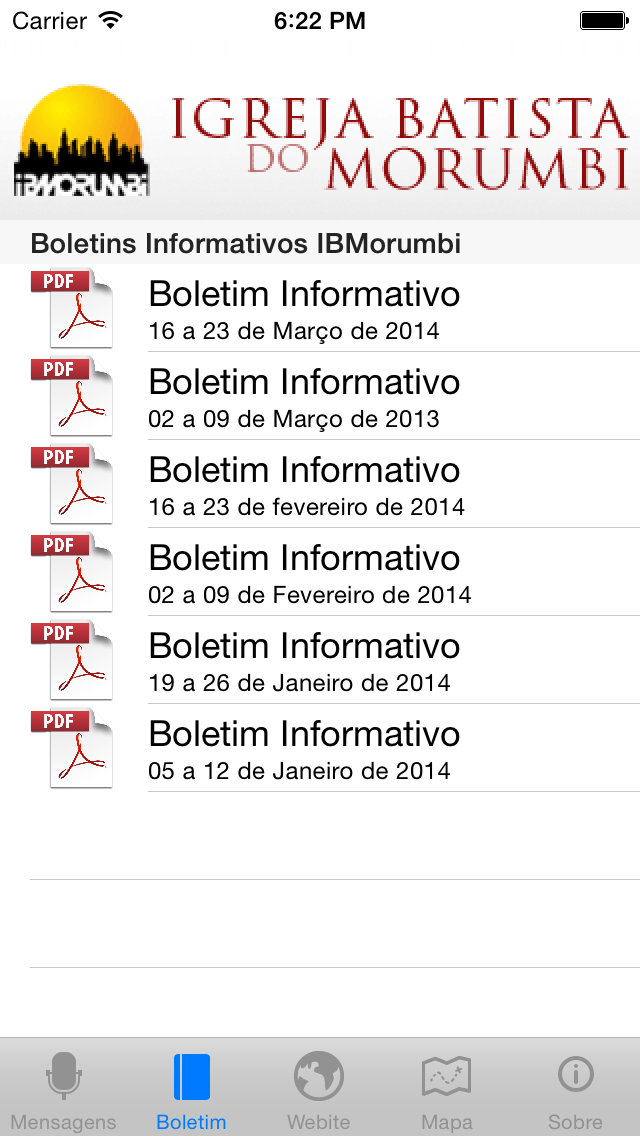 Carrier 6:22 PM
IGREJA BATISTA
DO MORUMBI
iBMORUMBi
Boletins Informativos IBMorumbi
PDF
Boletim Informativo
16 a 23 de Março de 2014
PDF
Boletim Informativo
02 a 09 de Março de 2013
PDF
Boletim Informativo
16 a 23 de fevereiro de 2014
PDF
Boletim Informativo
02 a 09 de Fevereiro de 2014
PDF
Boletim Informativo
19 a 26 de Janeiro de 2014
PDF
Boletim Informativo
05 a 12 de Janeiro de 2014
Mensagens Boletim Webite Mapa Sobre